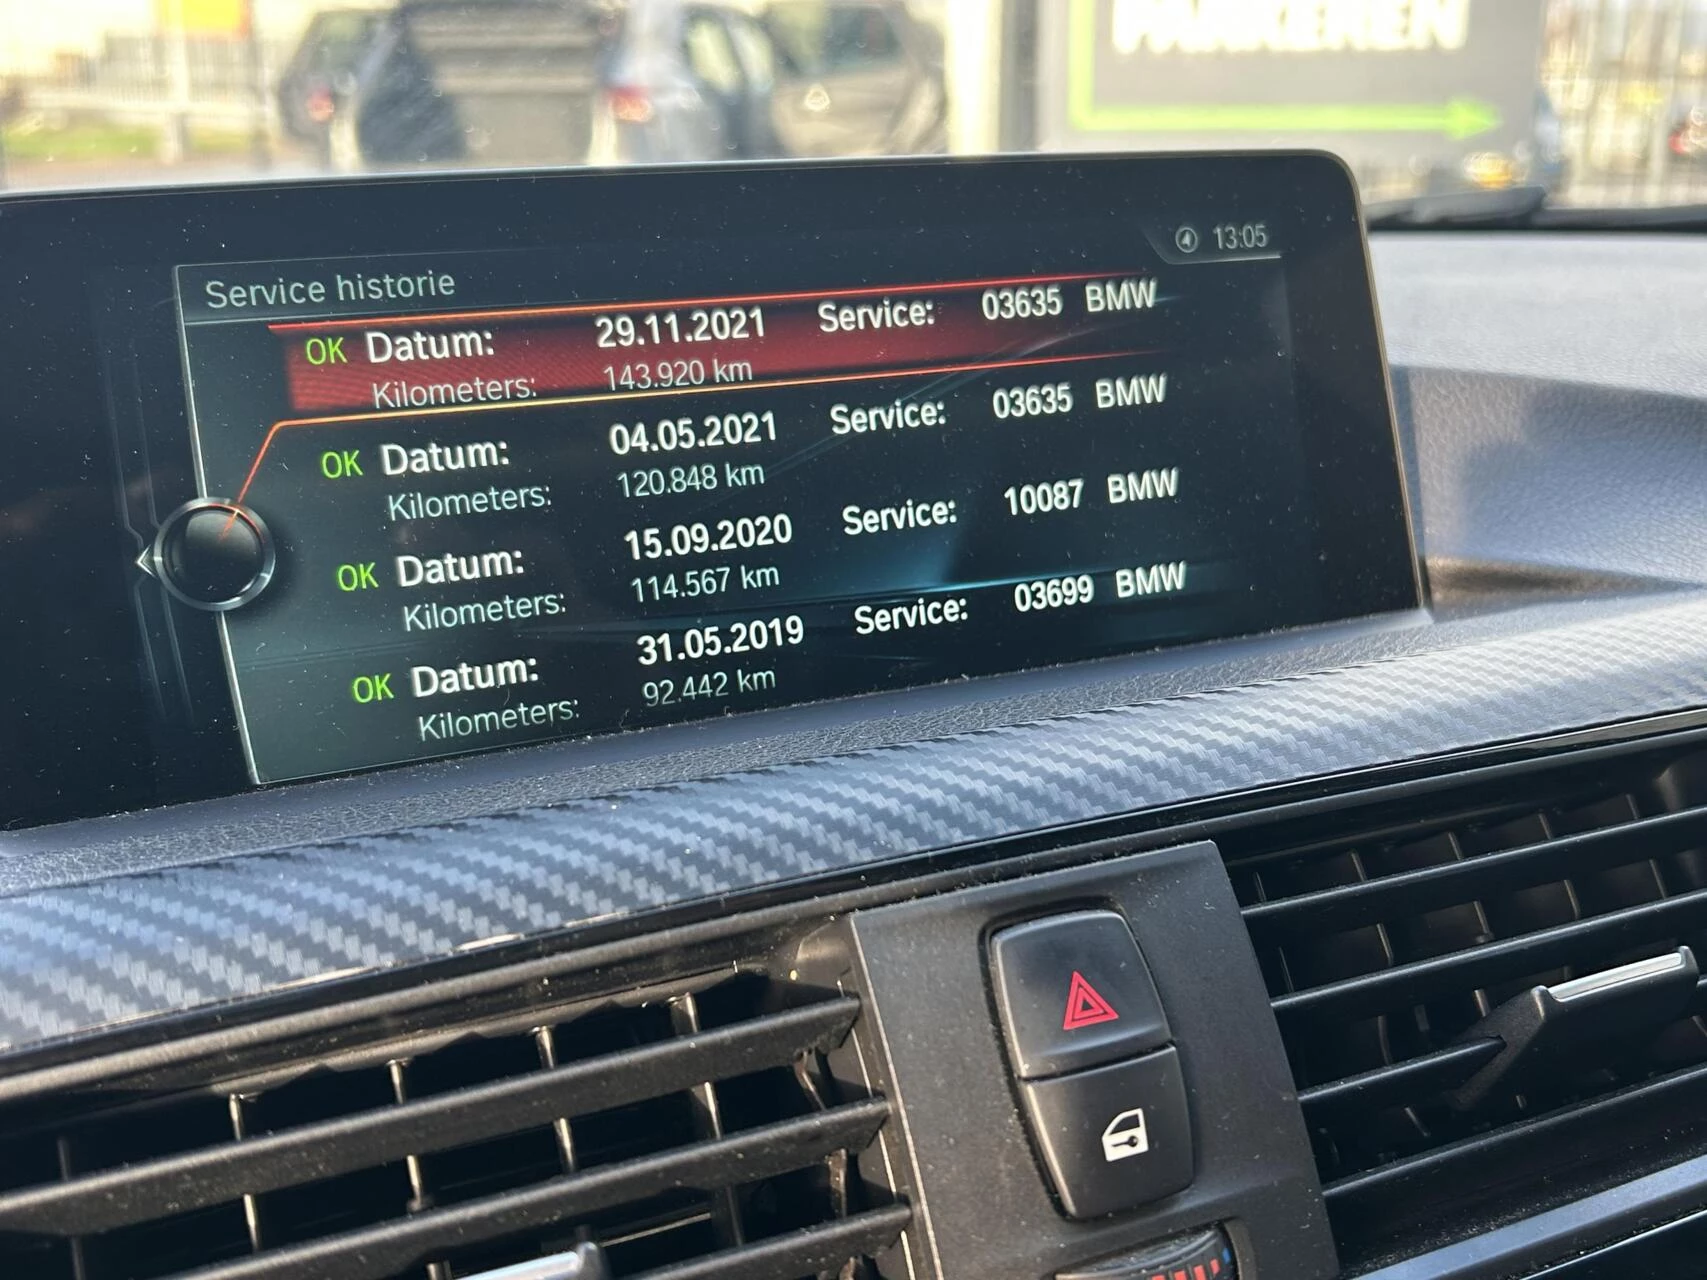 PARKEREN
13:05
Service historie
OK Datum: 29.11.2021 Service: 03635 BMW
Kilometers: 143.920 km
OK Datum: 04.05.2021 Service: 03635 BMW
Kilometers: 120.848 km
OK Datum: 15.09.2020 Service: 10087 BMW
Kilometers: 114.567 km
OK Datum: 31.05.2019 Service: 03699 BMW
Kilometers: 92.442 km